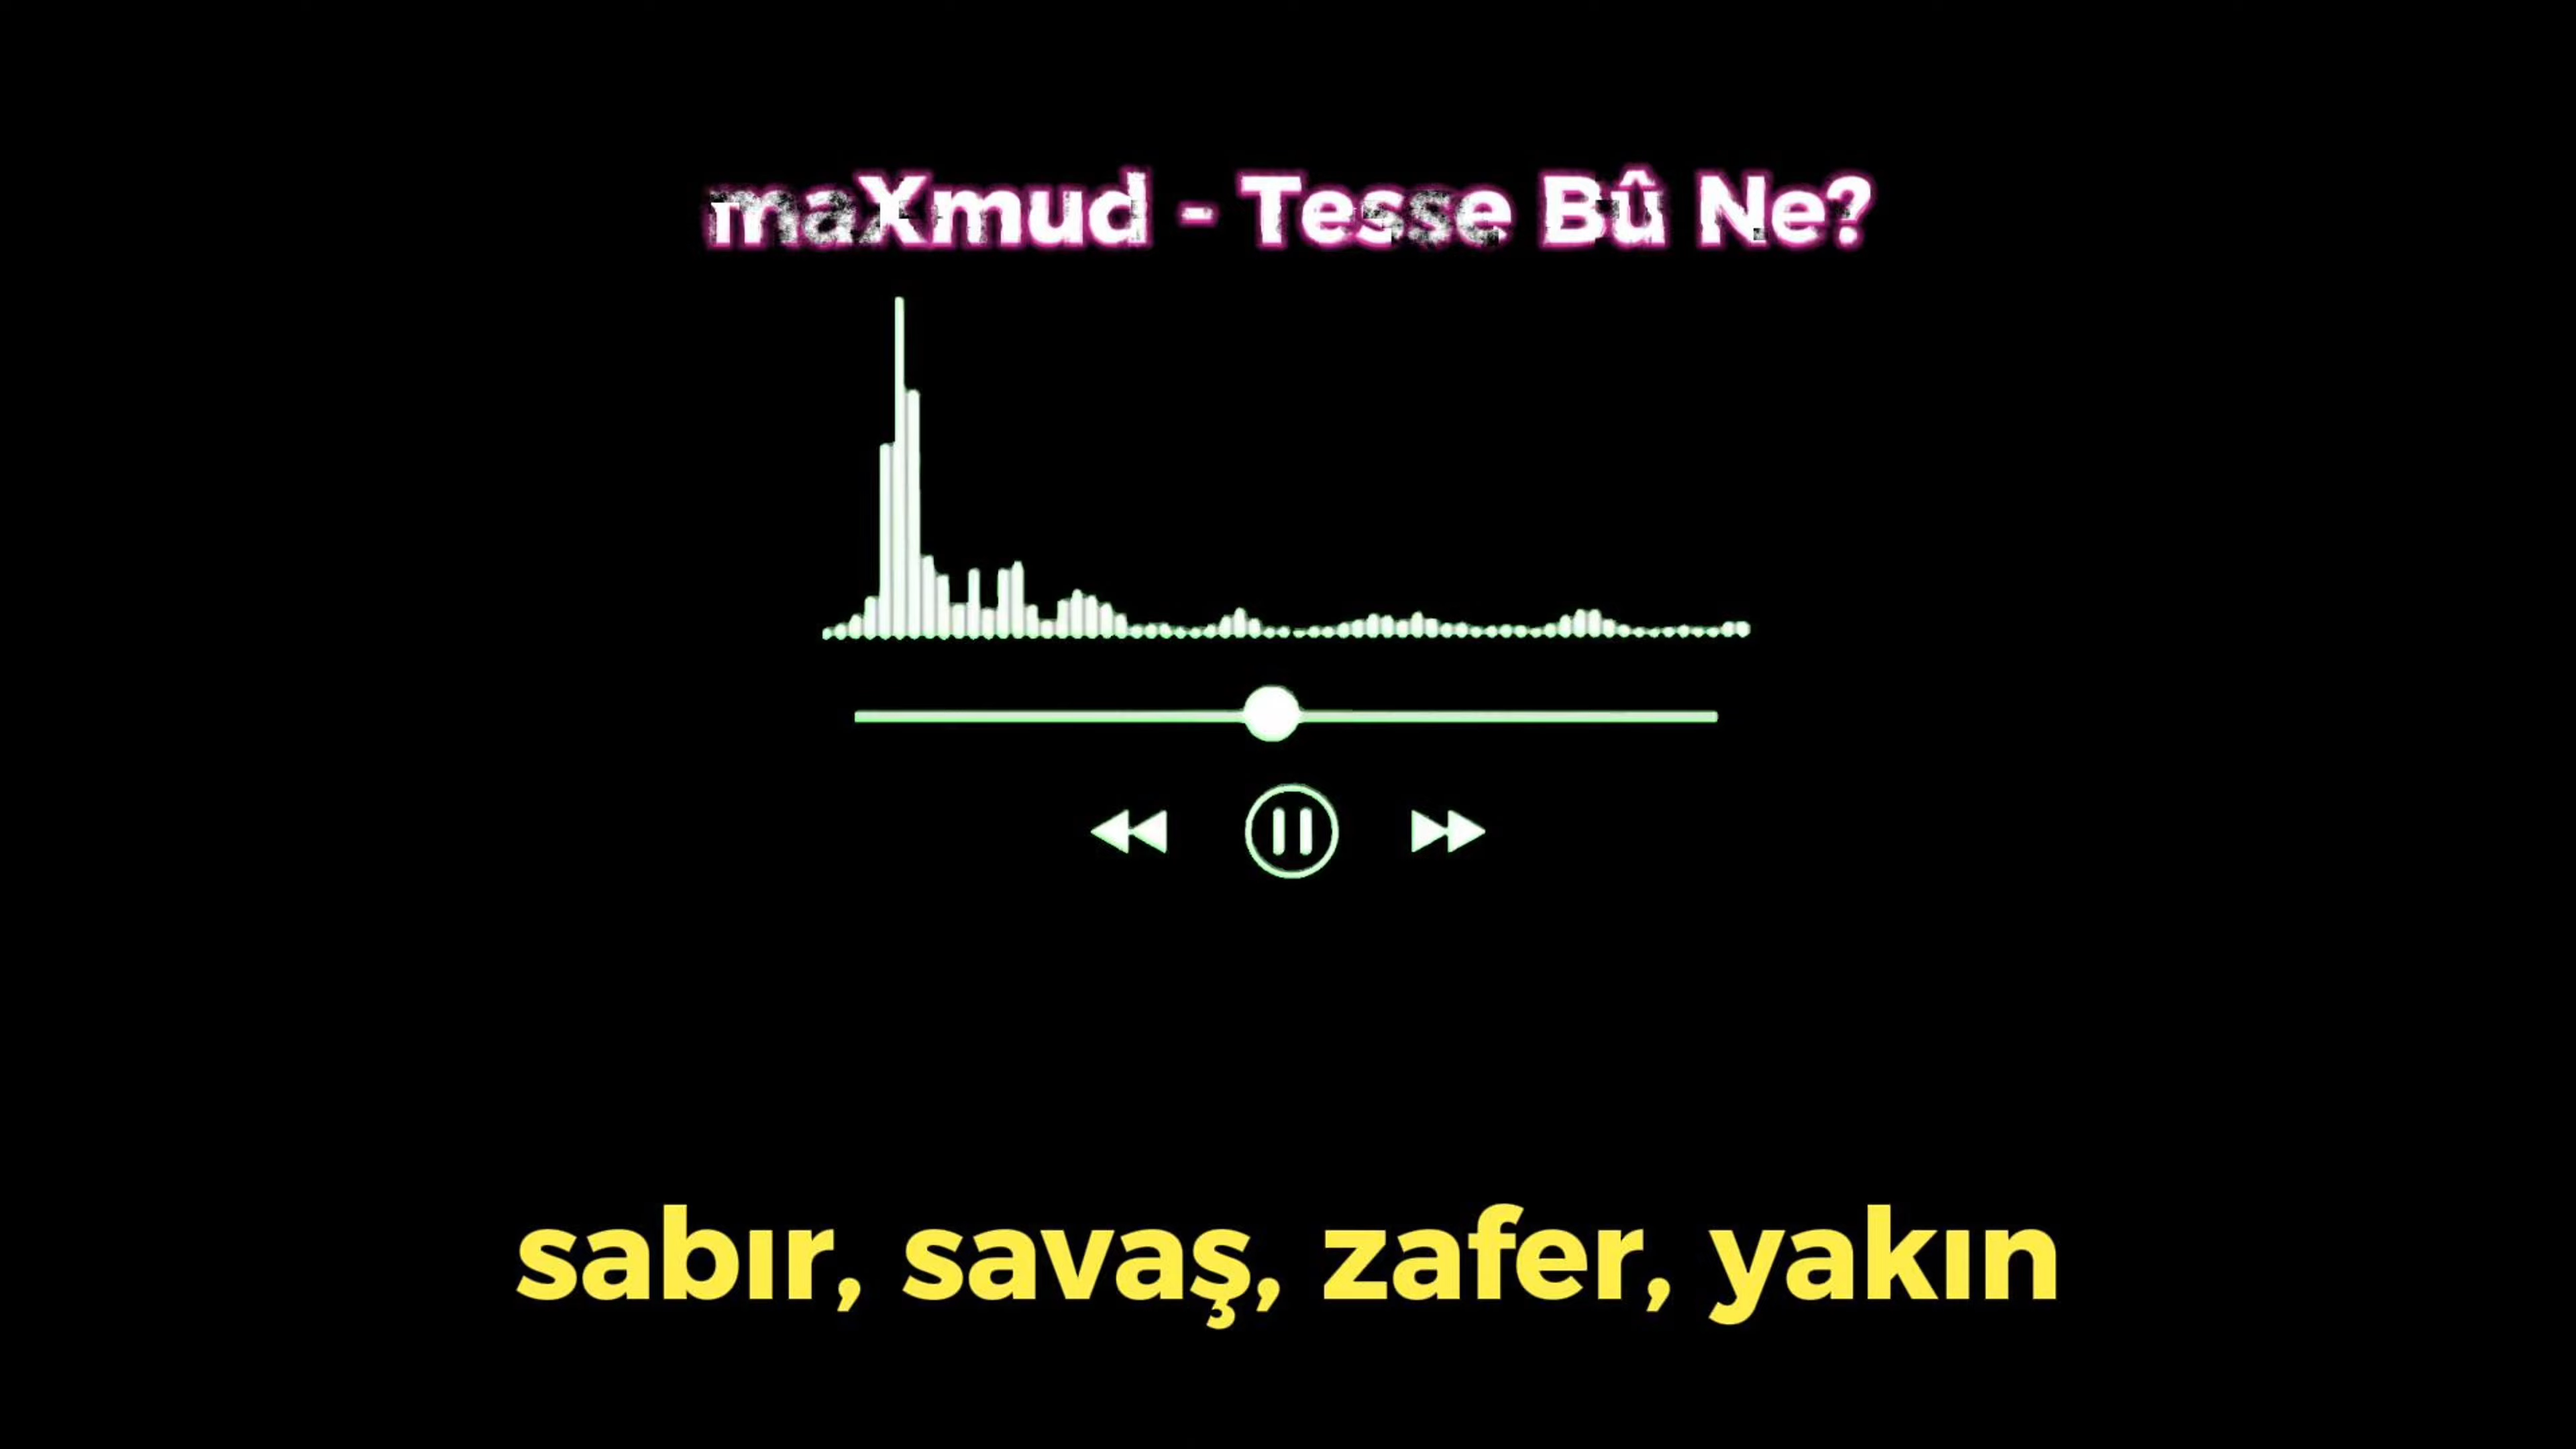 maXmud - Tesse Bû Ne?
sabır, savaş, zafer, yakın